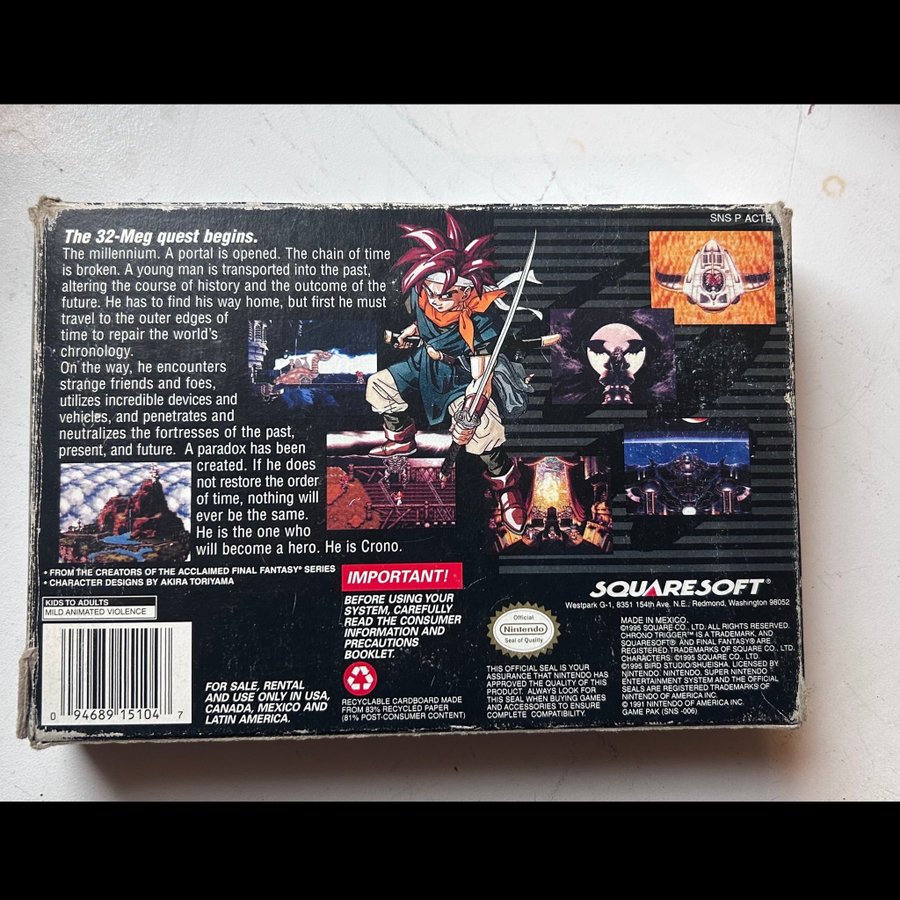 SNS P ACTE
The 32-Meg quest begins.
The millennium. A portal is opened. The chain of time
is broken. A young man is transported into the past,
altering the course of history and the outcome of the
future. He has to find his way home, but first he must
travel to the outer edges of
time to repair the world's
chronology.
On the way, he encounters
strange friends and foes,
utilizes incredible devices and
vehicles, and penetrates and
neutralizes the fortresses of the past,
present, and future. A paradox has been
created. If he does
not restore the order
of time, nothing will
ever be the same.
He is the one who
will become a hero. He is Crono.
• FROM THE CREATORS OF THE ACCLAIMED FINAL FANTASY® SERIES
• CHARACTER DESIGNS BY AKIRA TORIYAMA
KIDS TO ADULTS
MILD ANIMATED VIOLENCE
0 94689 15104 7
FOR SALE, RENTAL
AND USE ONLY IN USA,
CANADA, MEXICO AND
LATIN AMERICA.
IMPORTANT!
BEFORE USING YOUR
SYSTEM, CAREFULLY
READ THE CONSUMER
INFORMATION AND
PRECAUTIONS
BOOKLET.
RECYCLABLE CARDBOARD MADE
FROM 83% RECYCLED PAPER
(81% POST-CONSUMER CONTENT)
Official
Nintendo
Seal of Quality
THIS OFFICIAL SEAL IS YOUR
ASSURANCE THAT NINTENDO HAS
APPROVED THE QUALITY OF THIS
PRODUCT. ALWAYS LOOK FOR
THIS SEAL WHEN BUYING GAMES
AND ACCESSORIES TO ENSURE
COMPLETE COMPATIBILITY.
SQUARESOFT®
Westpark G-1, 8351 154th Ave. N.E., Redmond, Washington 98052
MADE IN MEXICO
©1995 SQUARE CO., LTD. ALL RIGHTS RESERVED.
CHRONO TRIGGER™ IS A TRADEMARK, AND
SQUARESOFT® AND FINAL FANTASY® ARE
REGISTERED TRADEMARKS OF SQUARE CO., LTD.
CHARACTERS: ©1995 SQUARE CO., LTD.
©1995 BIRD STUDIO/SHUEISHA, LICENSED BY
NINTENDO. NINTENDO, SUPER NINTENDO
ENTERTAINMENT SYSTEM AND THE OFFICIAL
SEALS ARE REGISTERED TRADEMARKS OF
NINTENDO OF AMERICA INC.
© 1991 NINTENDO OF AMERICA INC.
GAME PAK (SNS -006)